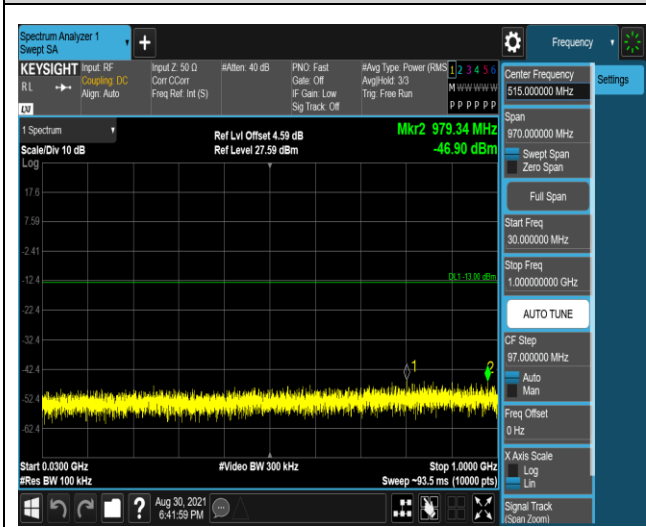 Spectrum Analyzer 1
Swept SA
Frequency
KEYSIGHT
RL
LXI
Input: RF
Coupling: DC
Align: Auto
Input Z: 50 Ω
Corr CCorr
Freq Ref: Int (S)
#Atten: 40 dB
PNO: Fast
Gate: Off
IF Gain: Low
Sig Track: Off
#Avg Type: Power (RMS
Avg|Hold: 3/3
Trig: Free Run
1 2 3 4 5 6
M W W W W W
P P P P P P
1 Spectrum
Scale/Div 10 dB
Log
Ref Lvl Offset 4.59 dB
Ref Level 27.59 dBm
Mkr2 979.34 MHz
-46.90 dBm
17.6
7.59
-2.41
-12.4
DL1 -13.00 dBm
-22.4
-32.4
-42.4
-52.4
-62.4
1
2
Start 0.0300 GHz
#Res BW 100 kHz
#Video BW 300 kHz
Stop 1.0000 GHz
Sweep ~93.5 ms (10000 pts)
Aug 30, 2021
6:41:59 PM
Center Frequency
515.000000 MHz
Span
970.000000 MHz
Swept Span
Zero Span
Full Span
Start Freq
30.000000 MHz
Stop Freq
1.000000000 GHz
AUTO TUNE
CF Step
97.000000 MHz
Auto
Man
Freq Offset
0 Hz
X Axis Scale
Log
Lin
Signal Track
(Span Zoom)
Settings